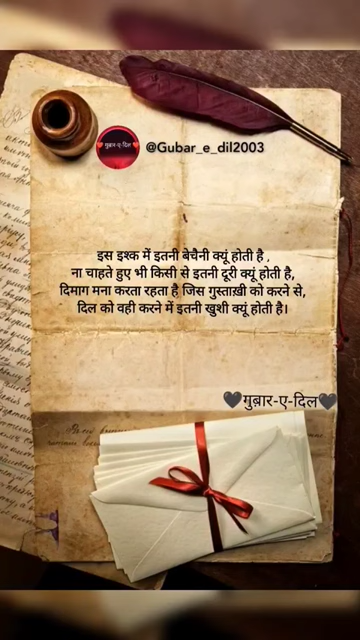 गुबार-ए-दिल
@Gubar_e_dil2003
इस इश्क में इतनी बेचैनी क्यूं होती है ,
ना चाहते हुए भी किसी से इतनी दूरी क्यूं होती है,
दिमाग मना करता रहता है जिस गुस्ताख़ी को करने से,
दिल को वही करने में इतनी खुशी क्यूं होती है।
🖤गुब़ार-ए-दिल🖤